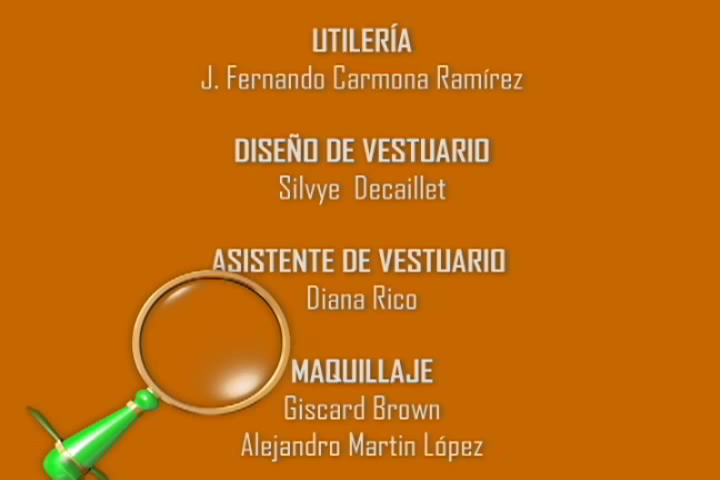 UTILERÍA
J. Fernando Carmona Ramírez
DISEÑO DE VESTUARIO
Silvye Decaillet
ASISTENTE DE VESTUARIO
Diana Rico
MAQUILLAJE
Giscard Brown
Alejandro Martin López